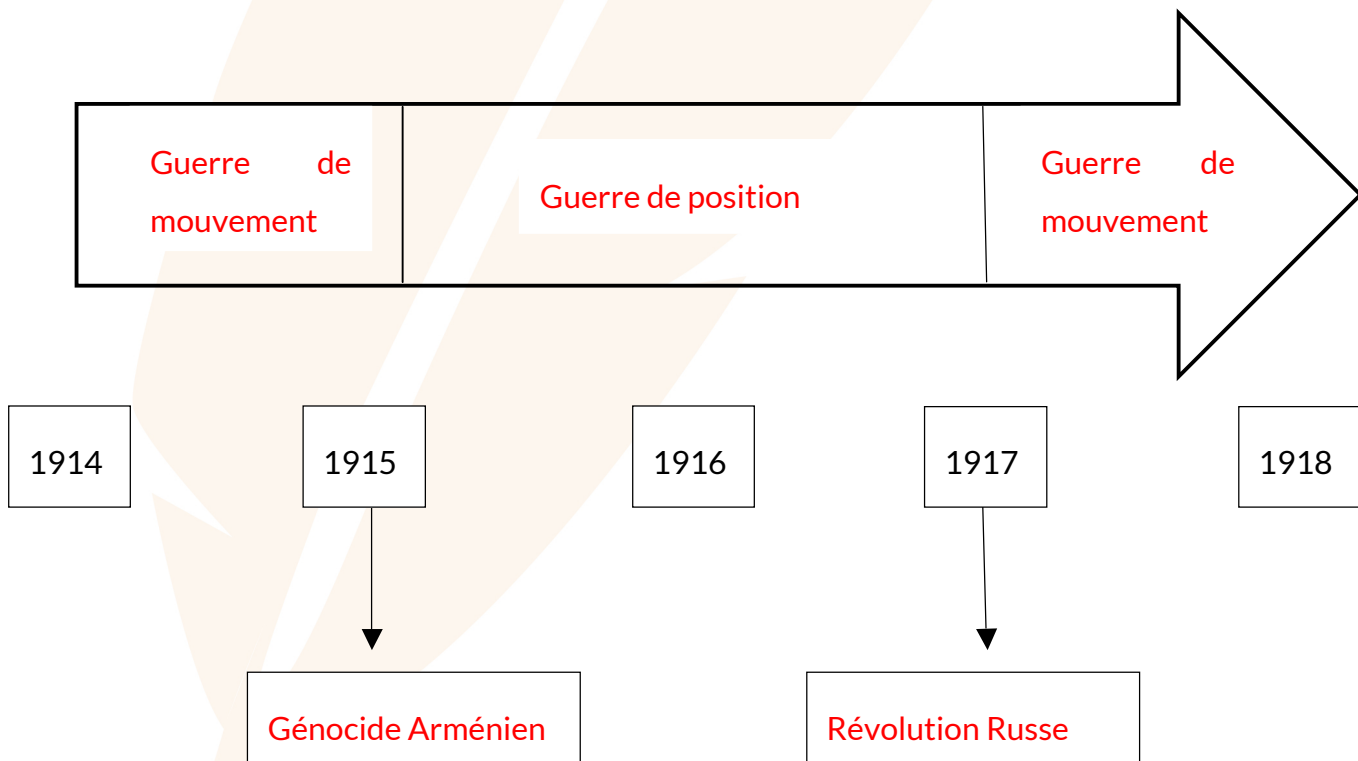 Guerre de
mouvement
Guerre de position
Guerre de
mouvement
1914
1915
1916
1917
1918
Génocide Arménien
Révolution Russe